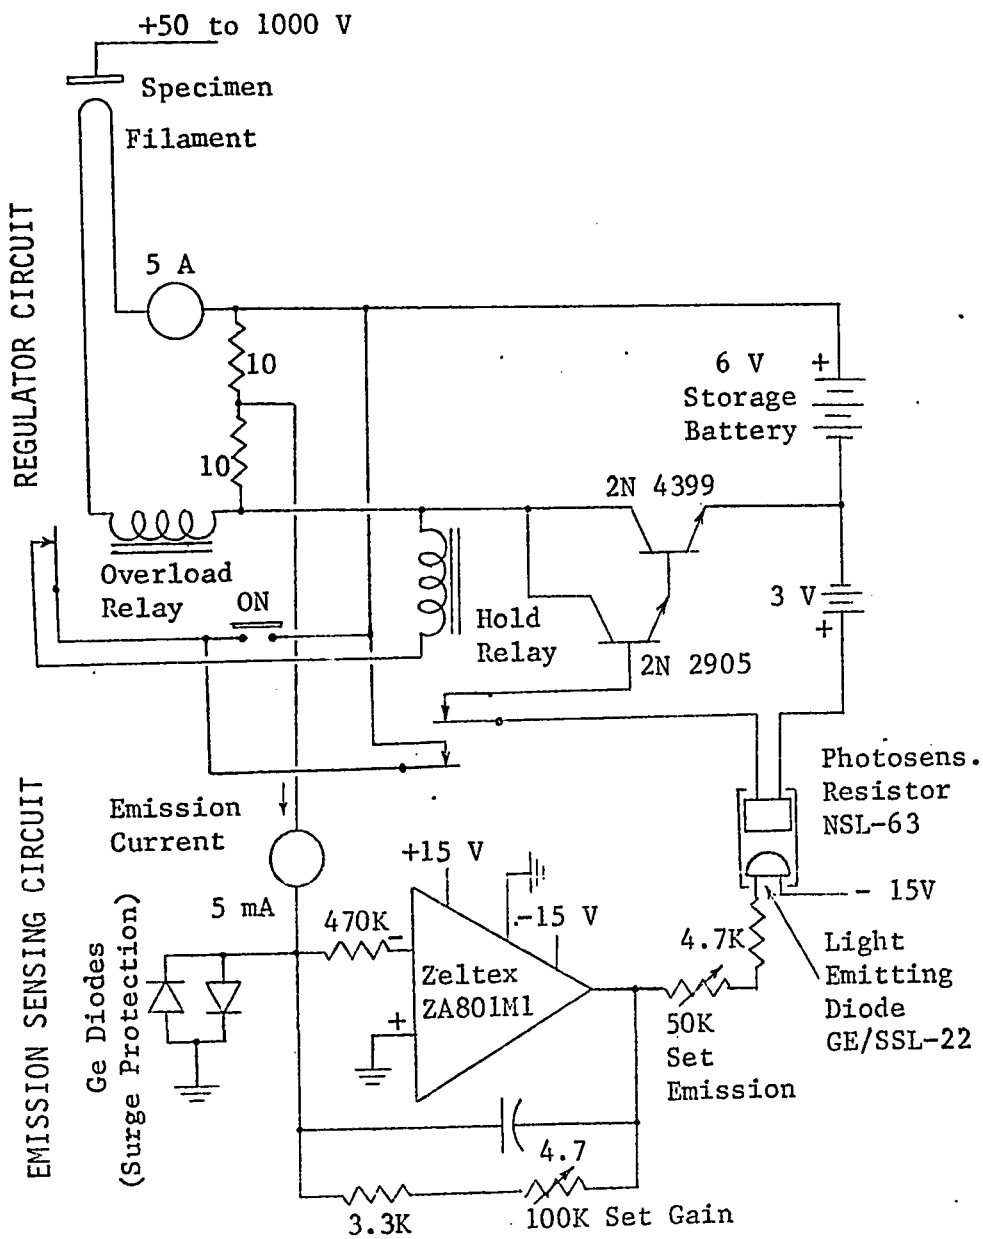 +50 to 1000 V
Specimen
Filament
REGULATOR CIRCUIT
5 A
10
10
6 V
+
Storage
Battery
2N 4399
Overload
Relay
ON
Hold
Relay
3 V
+
2N 2905
Photosens.
Resistor
NSL-63
EMISSION SENSING CIRCUIT
Emission
Current
5 mA
+15 V
-15 V
- 15V
470K
-
Zeltex
ZA801M1
+
4.7K
Light
Emitting
Diode
GE/SSL-22
50K
Set
Emission
Ge Diodes
(Surge Protection)
4.7
3.3K
100K Set Gain